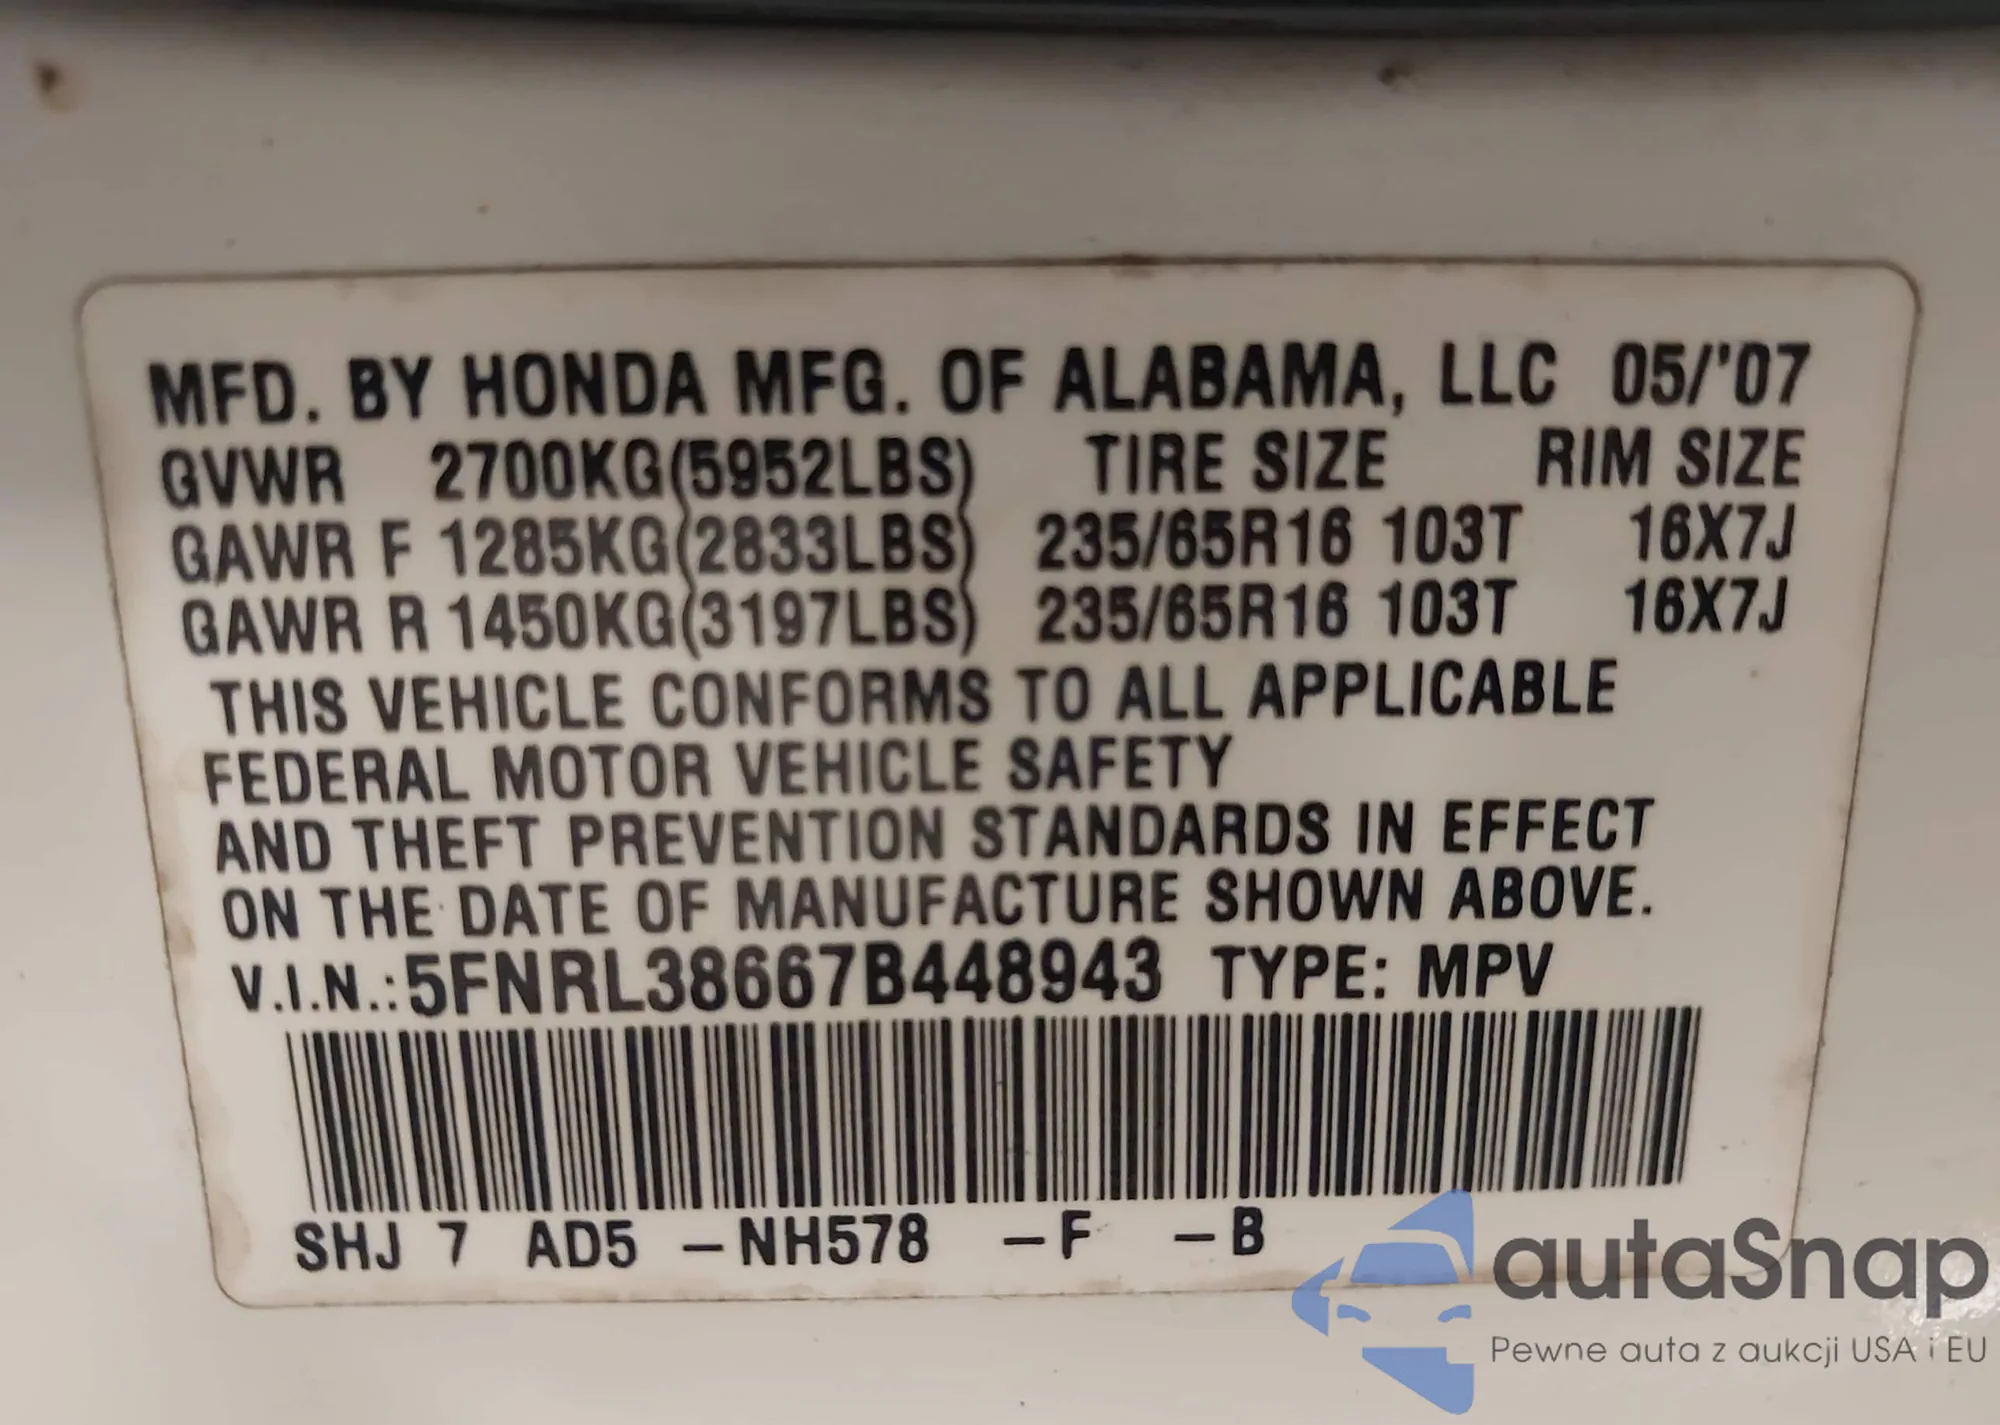 MFD. BY HONDA MFG. OF ALABAMA, LLC 05/'07
GVWR 2700KG(5952LBS) TIRE SIZE RIM SIZE
GAWR F 1285KG(2833LBS) 235/65R16 103T 16X7J
GAWR R 1450KG(3197LBS) 235/65R16 103T 16X7J
THIS VEHICLE CONFORMS TO ALL APPLICABLE
FEDERAL MOTOR VEHICLE SAFETY
AND THEFT PREVENTION STANDARDS IN EFFECT
ON THE DATE OF MANUFACTURE SHOWN ABOVE.
V.I.N.:5FNRL38667B448943 TYPE: MPV
SHJ 7 AD5 -NH578 -F -B
autaSnap
Pewne auta z aukcji USA i EU